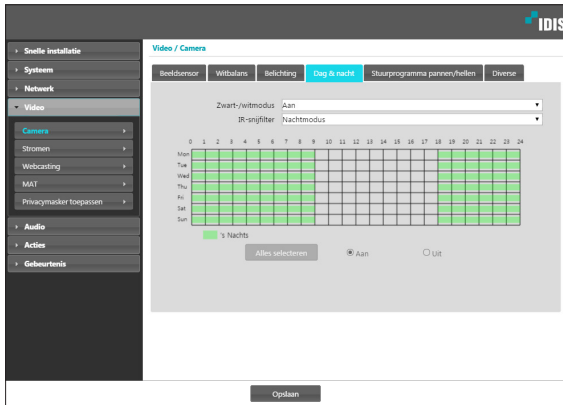 IDIS
Snelle installatie
Systeem
Netwerk
Video
Camera
Stromen
Webcasting
MAT
Privacymasker toepassen
Audio
Acties
Gebeurtenis
Video / Camera
Beeldsensor Witbalans Belichting Dag & nacht Stuurprogramma pannen/hellen Diverse
Zwart-/witmodus Aan
IR-snijfilter Nachtmodus
0 1 2 3 4 5 6 7 8 9 10 11 12 13 14 15 16 17 18 19 20 21 22 23 24
Mon
Tue
Wed
Thu
Fri
Sat
Sun
's Nachts
Alles selecteren Aan Uit
Opslaan